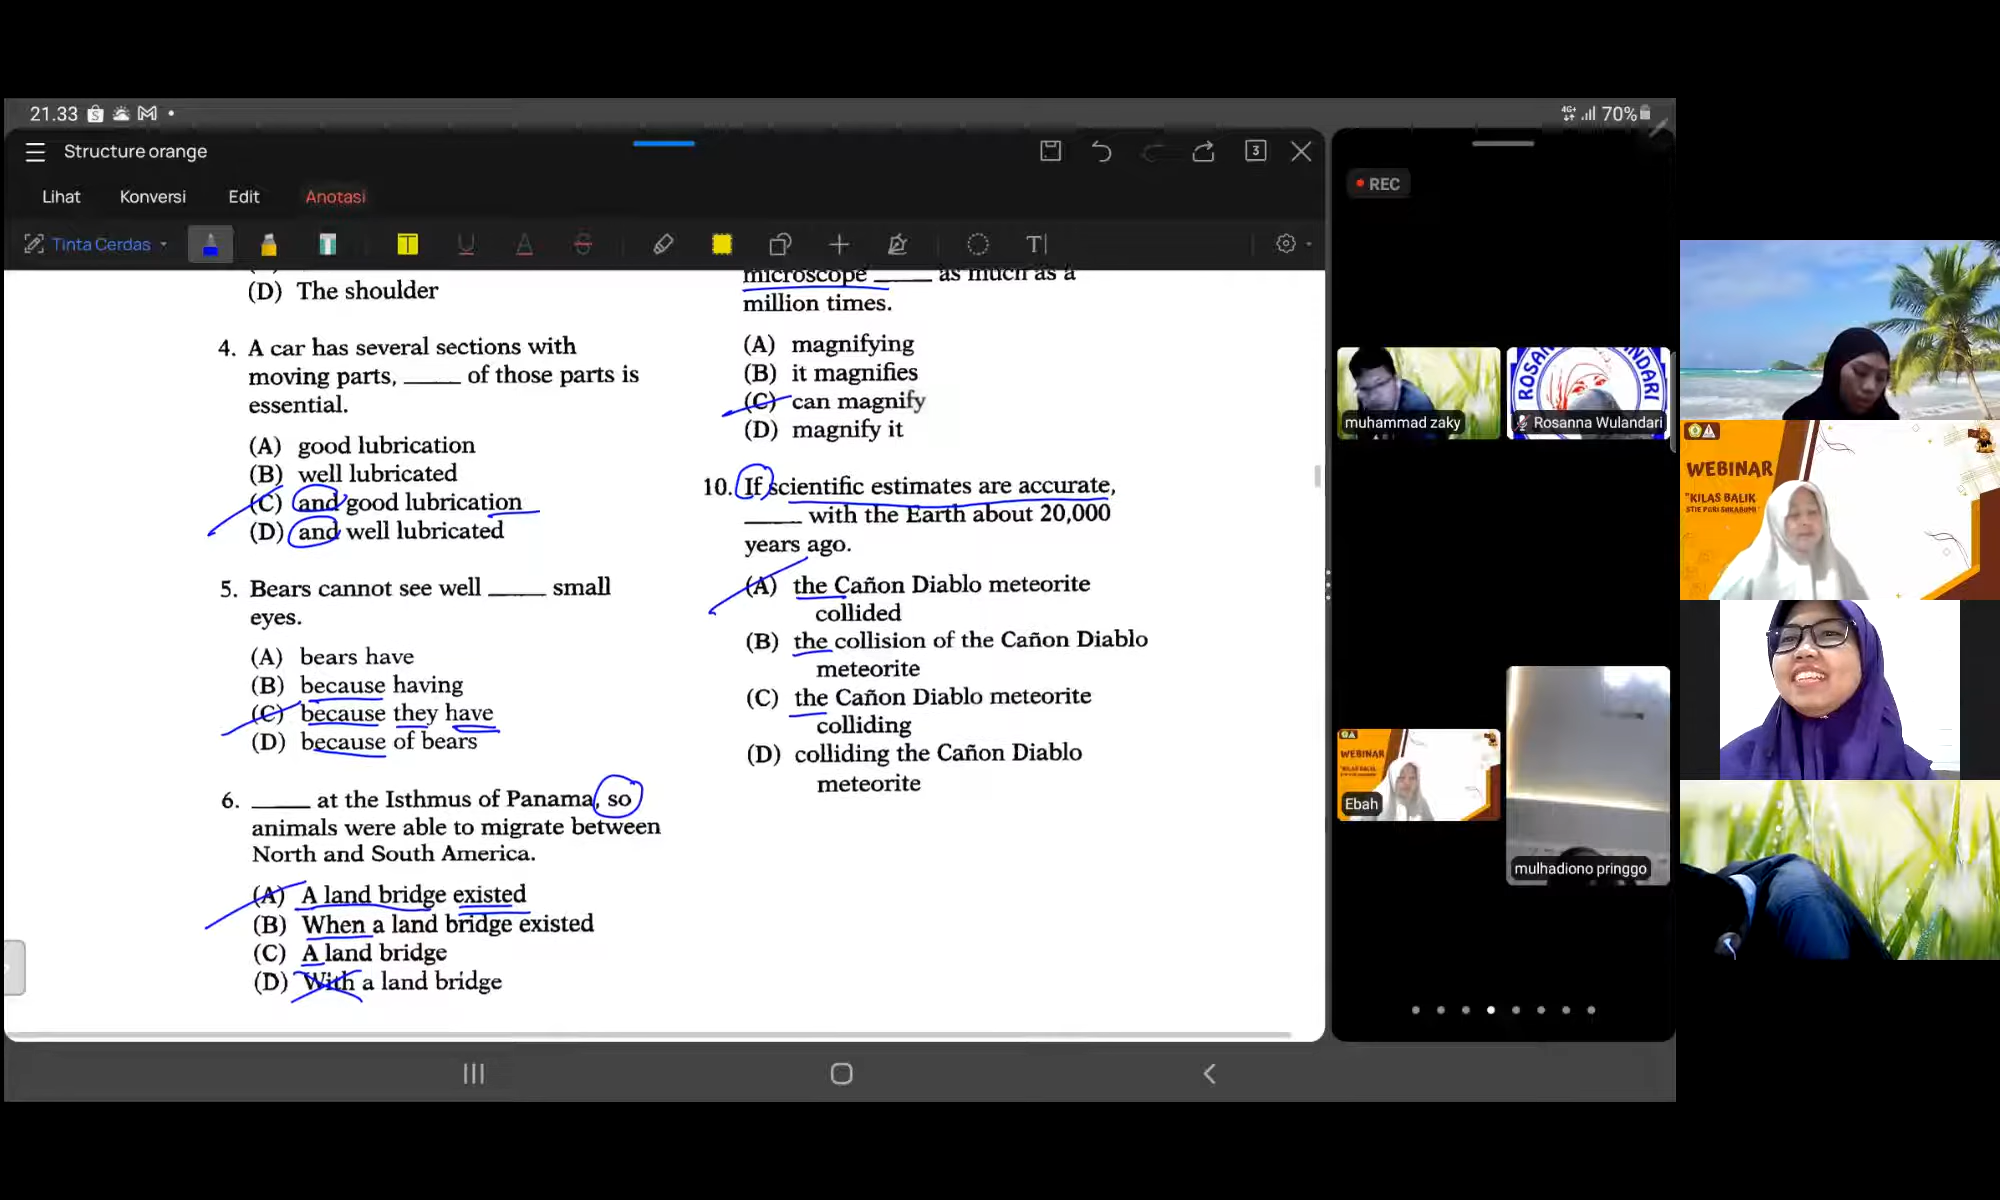 21.33
4G+
70%
Structure orange
3
Lihat
Konversi
Edit
Anotasi
Tinta Cerdas
(D) The shoulder
4. A car has several sections with
moving parts, _____ of those parts is
essential.
(A) good lubrication
(B) well lubricated
(C) and good lubrication
(D) and well lubricated
5. Bears cannot see well _____ small
eyes.
(A) bears have
(B) because having
(C) because they have
(D) because of bears
6. _____ at the Isthmus of Panama, so
animals were able to migrate between
North and South America.
(A) A land bridge existed
(B) When a land bridge existed
(C) A land bridge
(D) With a land bridge
microscope _____ as much as a
million times.
(A) magnifying
(B) it magnifies
(C) can magnify
(D) magnify it
10. If scientific estimates are accurate,
_____ with the Earth about 20,000
years ago.
(A) the Cañon Diablo meteorite
collided
(B) the collision of the Cañon Diablo
meteorite
(C) the Cañon Diablo meteorite
colliding
(D) colliding the Cañon Diablo
meteorite
REC
muhammad zaky
Rosanna Wulandari
WEBINAR
Ebah
mulhadiono pringgo
WEBINAR
"KILAS BALIK
STIE PGRI SUKABUMI"